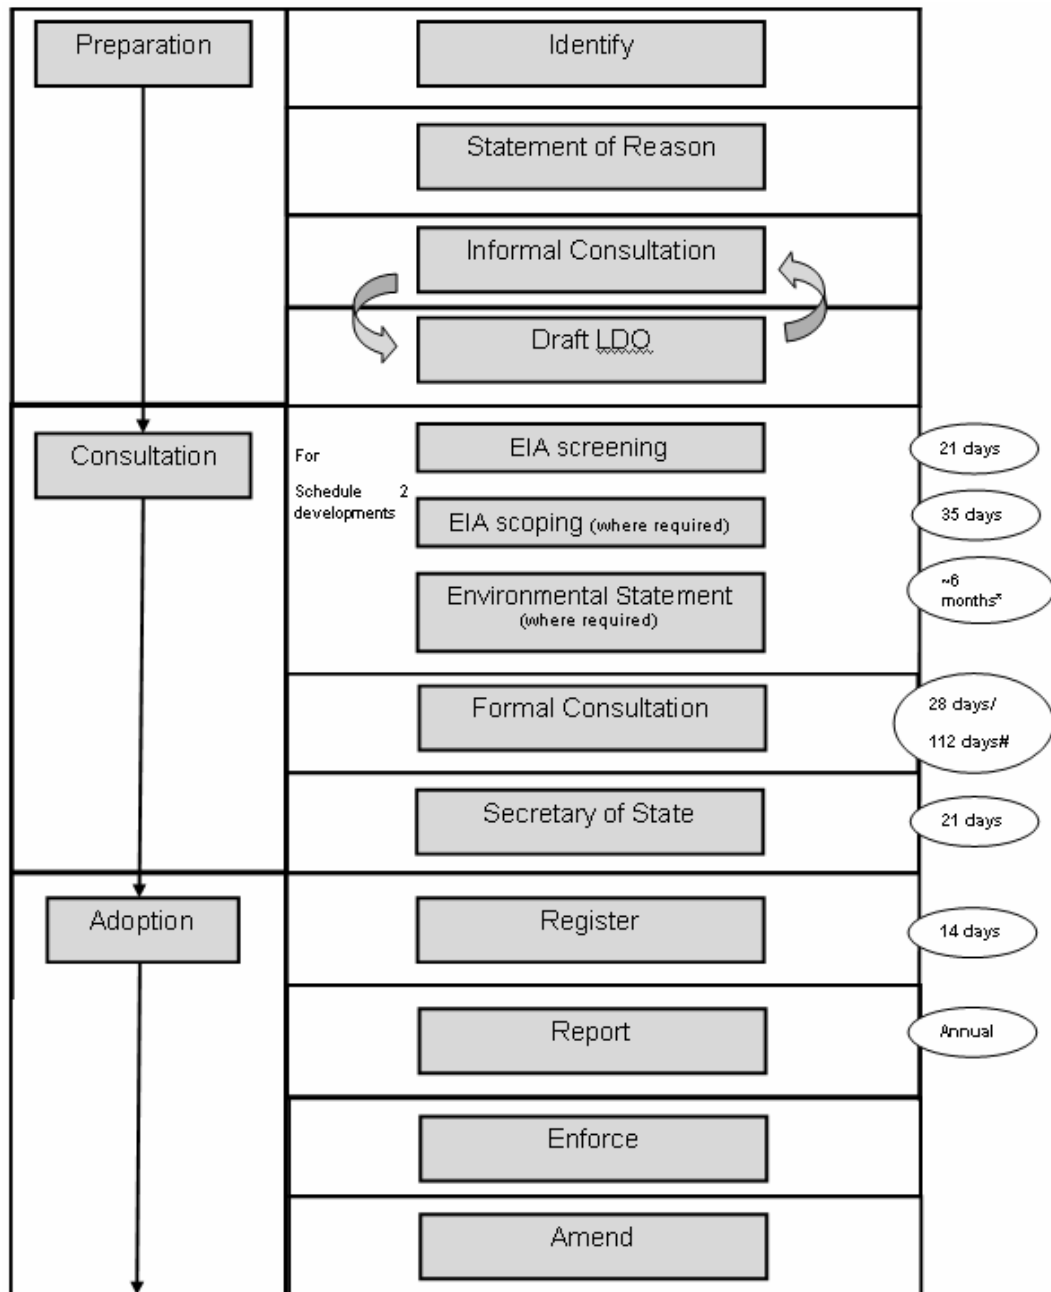 Preparation
Identify
Statement of Reason
Informal Consultation
Draft LDO
Consultation
For
Schedule 2
developments
EIA screening
21 days
EIA scoping (where required)
35 days
Environmental Statement
(where required)
~6
months*
Formal Consultation
28 days/
112 days#
Secretary of State
21 days
Adoption
Register
14 days
Report
Annual
Enforce
Amend